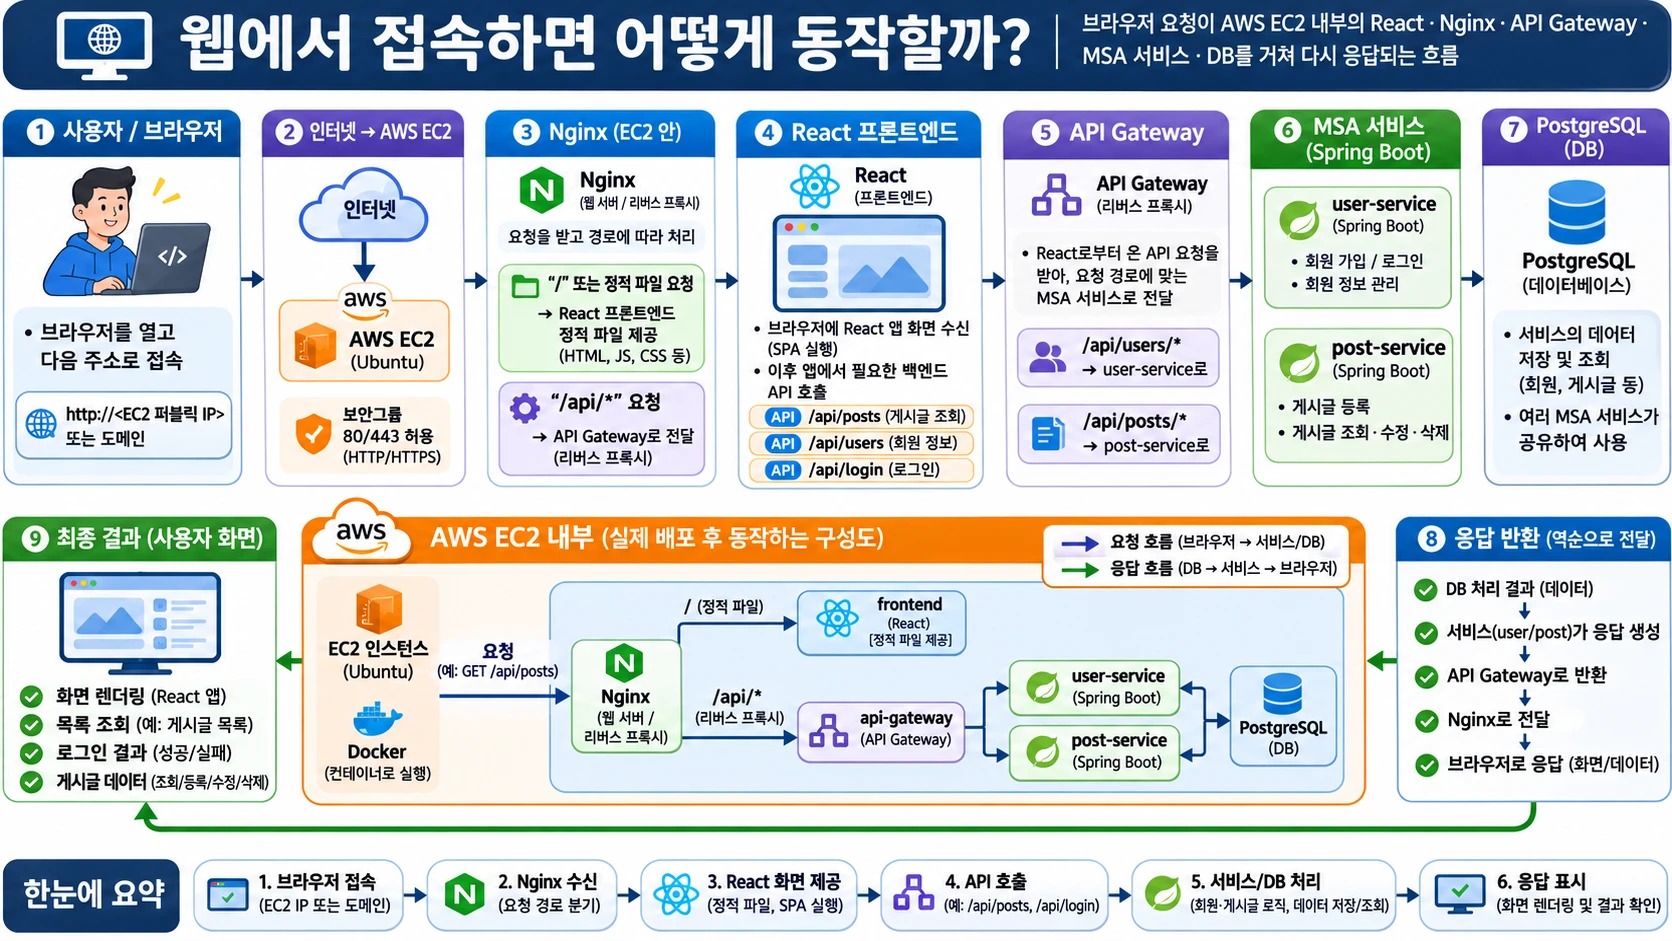 웹에서 접속하면 어떻게 동작할까?
브라우저 요청이 AWS EC2 내부의 React · Nginx · API Gateway ·
MSA 서비스 · DB를 거쳐 다시 응답되는 흐름
1 사용자 / 브라우저
</>
• 브라우저를 열고
다음 주소로 접속
http://<EC2 퍼블릭 IP>
또는 도메인
2 인터넷 → AWS EC2
인터넷
aws
AWS EC2
(Ubuntu)
보안그룹
80/443 허용
(HTTP/HTTPS)
3 Nginx (EC2 안)
N
Nginx
(웹 서버 / 리버스 프록시)
요청을 받고 경로에 따라 처리
“/” 또는 정적 파일 요청
→ React 프론트엔드
정적 파일 제공
(HTML, JS, CSS 등)
“/api/*” 요청
→ API Gateway로 전달
(리버스 프록시)
4 React 프론트엔드
React
(프론트엔드)
• 브라우저에 React 앱 화면 수신
(SPA 실행)
• 이후 앱에서 필요한 백엔드
API 호출
API /api/posts (게시글 조회)
API /api/users (회원 정보)
API /api/login (로그인)
5 API Gateway
API Gateway
(리버스 프록시)
• React로부터 온 API 요청을
받아, 요청 경로에 맞는
MSA 서비스로 전달
/api/users/*
→ user-service로
/api/posts/*
→ post-service로
6 MSA 서비스
(Spring Boot)
user-service
(Spring Boot)
• 회원 가입 / 로그인
• 회원 정보 관리
post-service
(Spring Boot)
• 게시글 등록
• 게시글 조회 · 수정 · 삭제
7 PostgreSQL
(DB)
PostgreSQL
(데이터베이스)
• 서비스의 데이터
저장 및 조회
(회원, 게시글 등)
• 여러 MSA 서비스가
공유하여 사용
9 최종 결과 (사용자 화면)
화면 렌더링 (React 앱)
목록 조회 (예: 게시글 목록)
로그인 결과 (성공/실패)
게시글 데이터 (조회/등록/수정/삭제)
aws
AWS EC2 내부 (실제 배포 후 동작하는 구성도)
요청 흐름 (브라우저 → 서비스/DB)
응답 흐름 (DB → 서비스 → 브라우저)
EC2 인스턴스
(Ubuntu)
Docker
(컨테이너로 실행)
요청
(예: GET /api/posts)
N
Nginx
(웹 서버 /
리버스 프록시)
/ (정적 파일)
frontend
(React)
[정적 파일 제공]
/api/*
(리버스 프록시)
api-gateway
(API Gateway)
user-service
(Spring Boot)
post-service
(Spring Boot)
PostgreSQL
(DB)
8 응답 반환 (역순으로 전달)
DB 처리 결과 (데이터)
서비스(user/post)가 응답 생성
API Gateway로 반환
Nginx로 전달
브라우저로 응답 (화면/데이터)
한눈에 요약
1. 브라우저 접속
(EC2 IP 또는 도메인)
N
2. Nginx 수신
(요청 경로 분기)
3. React 화면 제공
(정적 파일, SPA 실행)
4. API 호출
(예: /api/posts, /api/login)
5. 서비스/DB 처리
(회원·게시글 로직, 데이터 저장/조회)
6. 응답 표시
(화면 렌더링 및 결과 확인)